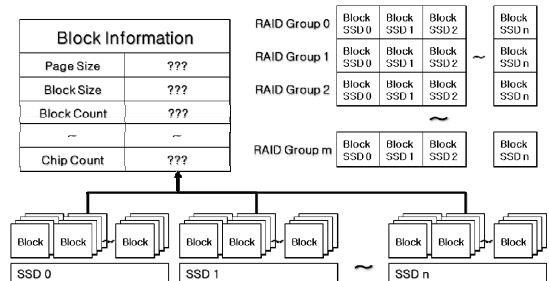 Block Information
Page Size ???
Block Size ???
Block Count ???
~ ~
Chip Count ???
RAID Group 0 Block SSD 0 Block SSD 1 Block SSD 2 Block SSD n
RAID Group 1 Block SSD 0 Block SSD 1 Block SSD 2 ~ Block SSD n
RAID Group 2 Block SSD 0 Block SSD 1 Block SSD 2 Block SSD n
~
RAID Group m Block SSD 0 Block SSD 1 Block SSD 2 Block SSD n
Block Block ~ Block Block Block ~ Block Block Block ~ Block
SSD 0 SSD 1 ~ SSD n